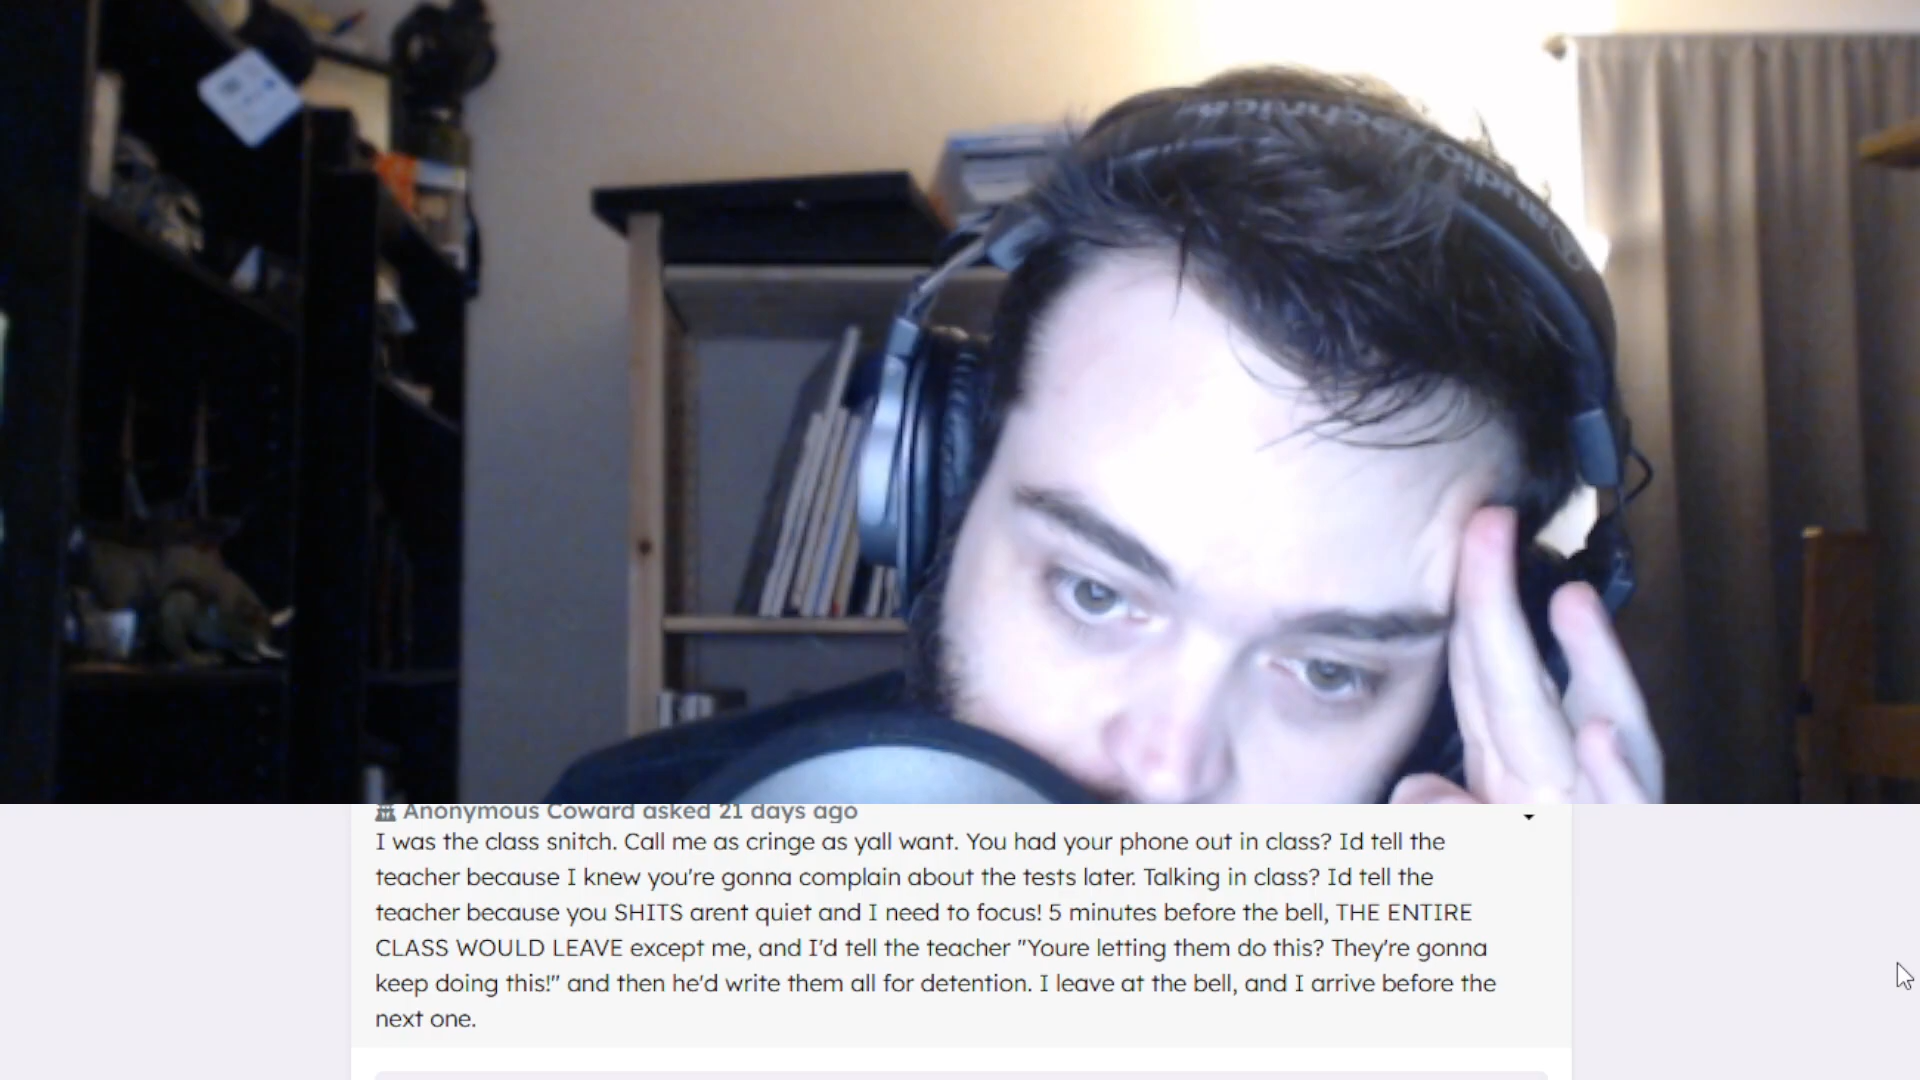 audio-technica
Anonymous Coward asked 21 days ago
I was the class snitch. Call me as cringe as yall want. You had your phone out in class? Id tell the
teacher because I knew you're gonna complain about the tests later. Talking in class? Id tell the
teacher because you SHITS arent quiet and I need to focus! 5 minutes before the bell, THE ENTIRE
CLASS WOULD LEAVE except me, and I'd tell the teacher "Youre letting them do this? They're gonna
keep doing this!" and then he'd write them all for detention. I leave at the bell, and I arrive before the
next one.